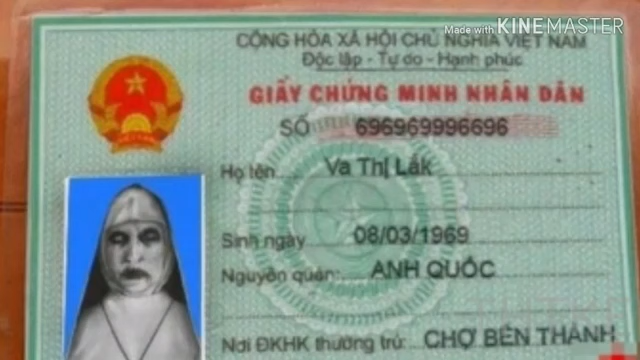 Made with KINEMASTER
CỘNG HÒA XÃ HỘI CHỦ NGHĨA VIỆT NAM
Độc lập - Tự do - Hạnh phúc
GIẤY CHỨNG MINH NHÂN DÂN
SỐ 696969996696
Họ tên Va Thị Lắk
Sinh ngày 08/03/1969
Nguyên quán: ANH QUỐC
Nơi ĐKHK thường trú: CHỢ BẾN THÀNH